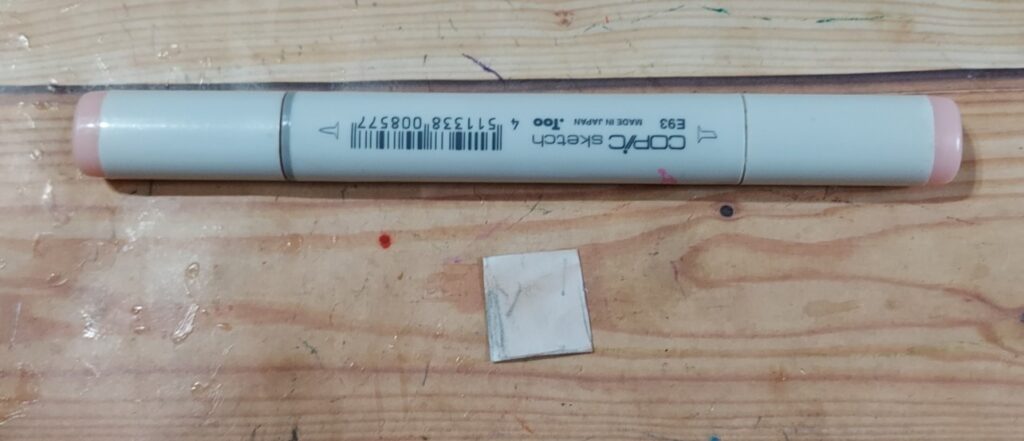 COPIC sketch
E93 MADE IN JAPAN .Too
4 511338 008577